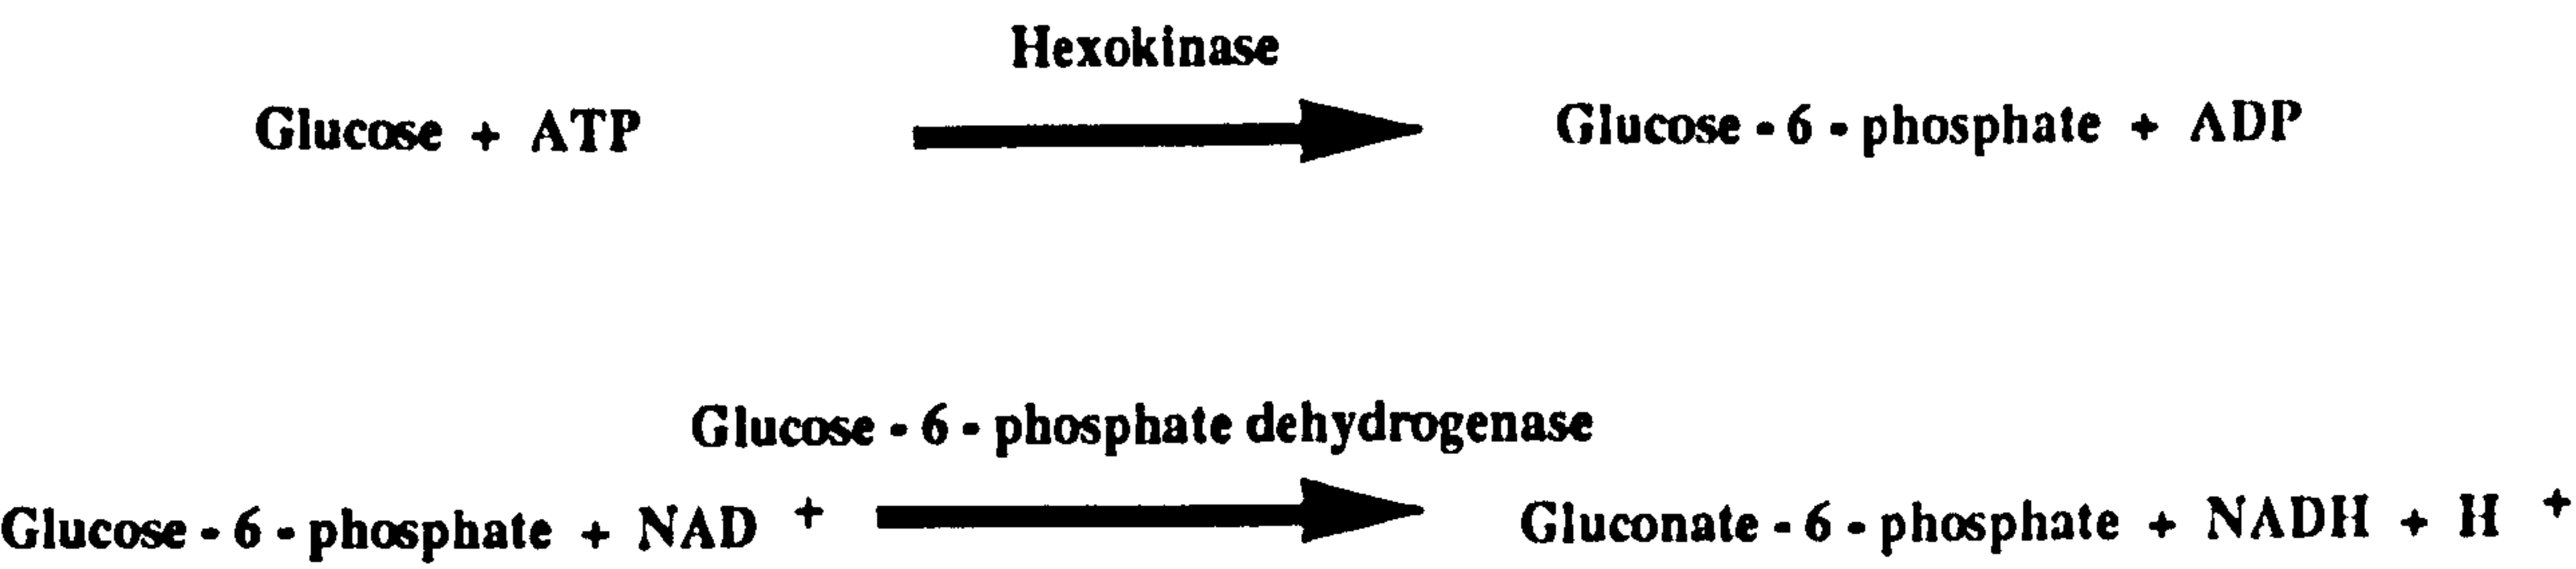 Hexokinase
Glucose + ATP Glucose - 6 - phosphate + ADP
Glucose - 6 - phosphate dehydrogenase
Glucose - 6 - phosphate + NAD + Gluconate - 6 - phosphate + NADH + H +